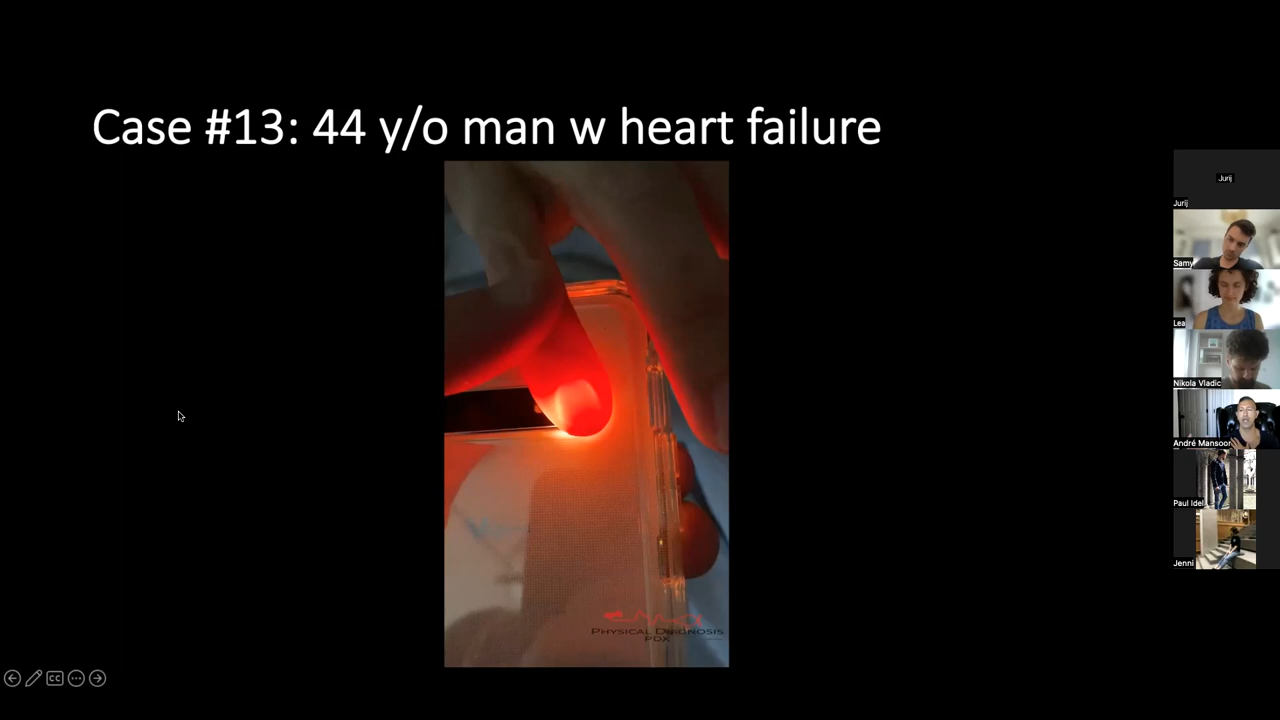 Case #13: 44 y/o man w heart failure
Jurij
Jurij
Samy
Lea
Nikola Vladic
André Mansoor
Paul Idel
Jenni
PHYSICAL DIAGNOSIS
PDX
CC